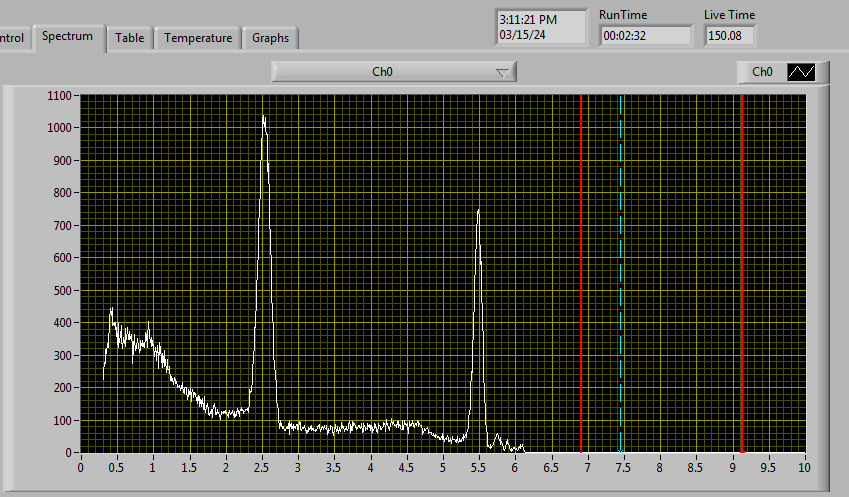 3:11:21 PM
03/15/24
RunTime
00:02:32
Live Time
150.08
ntrol
Spectrum
Table
Temperature
Graphs
Ch0
Ch0
1100
1000
900
800
700
600
500
400
300
200
100
0
0 0.5 1 1.5 2 2.5 3 3.5 4 4.5 5 5.5 6 6.5 7 7.5 8 8.5 9 9.5 10